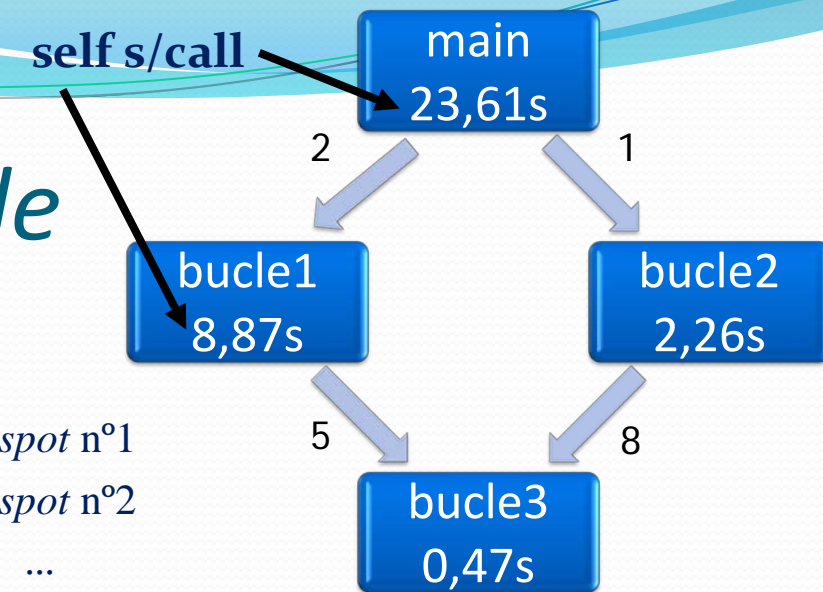 self s/call
main
23,61s
2
1
bucle1
8,87s
bucle2
2,26s
spot nº1
5
8
spot nº2
bucle3
...
0,47s